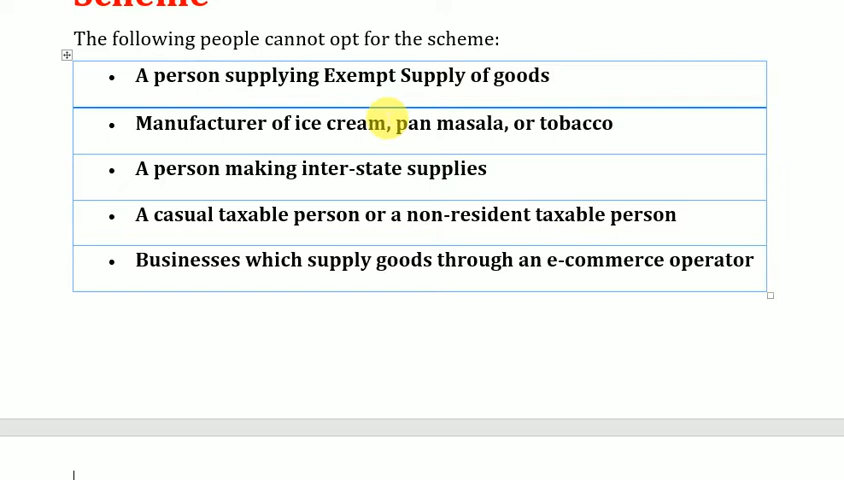 Scheme
The following people cannot opt for the scheme:
• A person supplying Exempt Supply of goods
• Manufacturer of ice cream, pan masala, or tobacco
• A person making inter-state supplies
• A casual taxable person or a non-resident taxable person
• Businesses which supply goods through an e-commerce operator